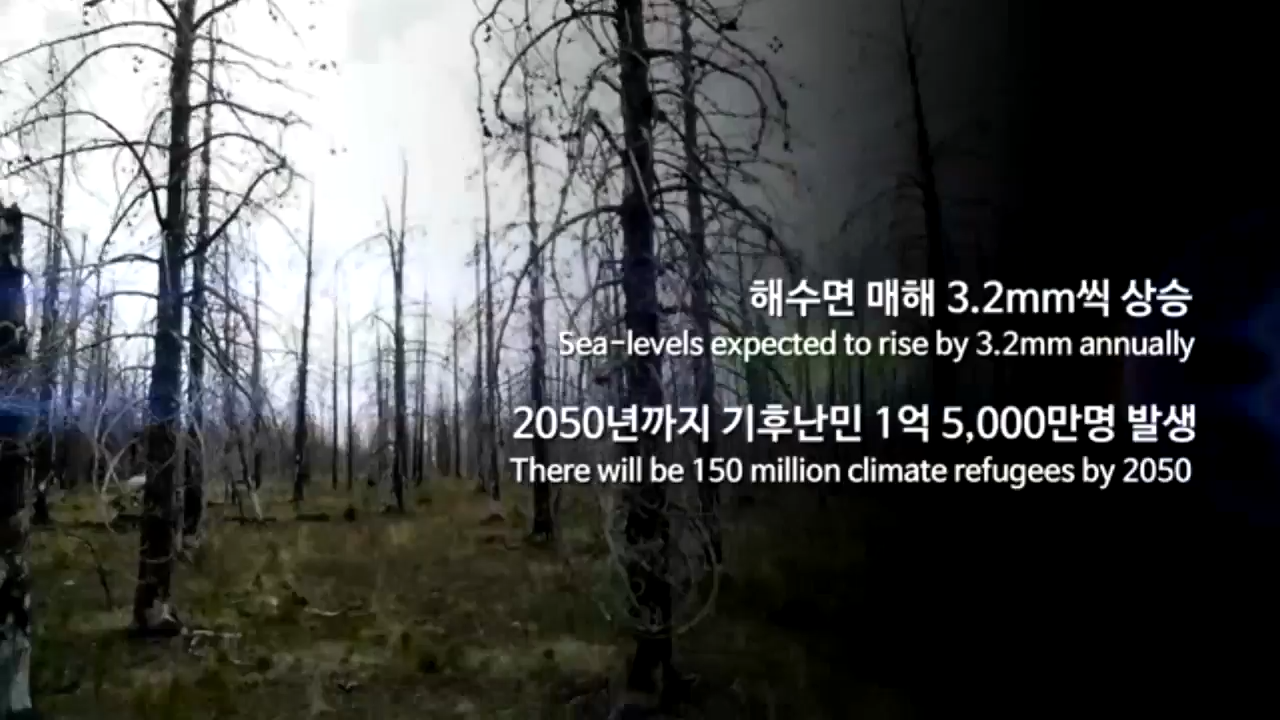 해수면 매해 3.2mm씩 상승
Sea-levels expected to rise by 3.2mm annually
2050년까지 기후난민 1억 5,000만명 발생
There will be 150 million climate refugees by 2050